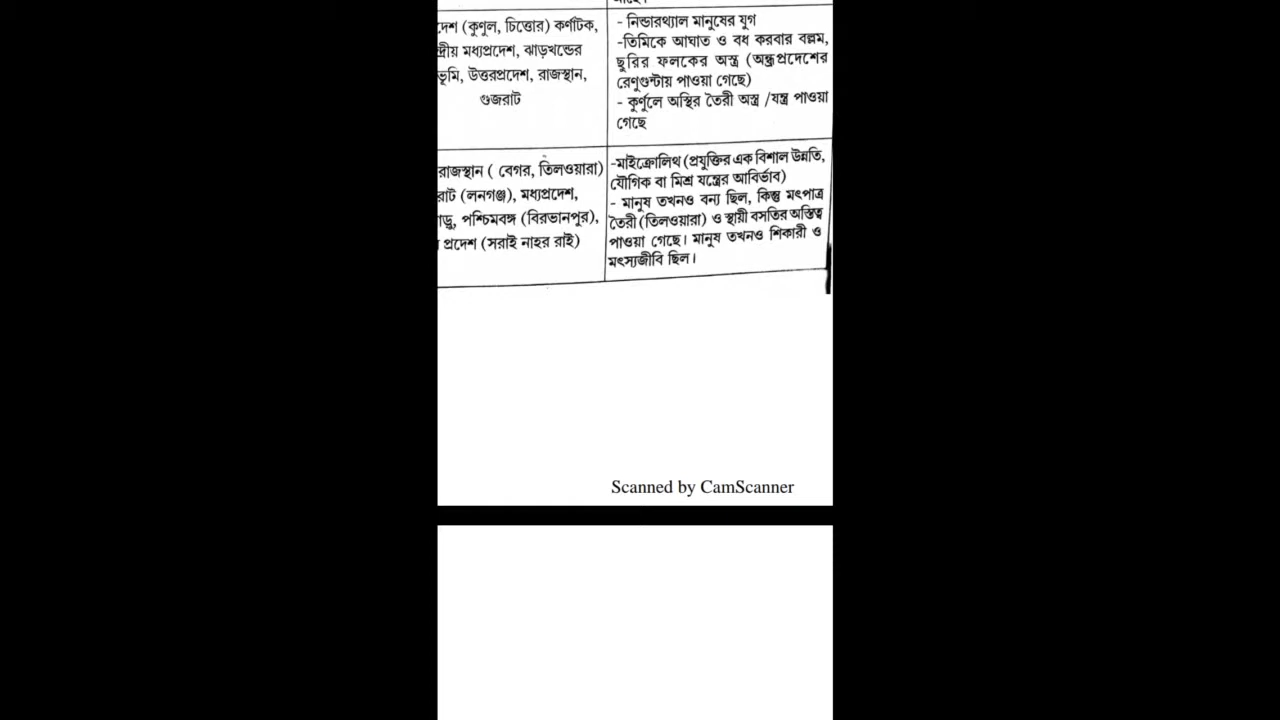 দেশ (কুণুল, চিত্তোর) কর্ণাটক,
দ্রীয় মধ্যপ্রদেশ, ঝাড়খন্ডের
ভূমি, উত্তরপ্রদেশ, রাজস্থান,
গুজরাট
- নিন্ডারথ্যাল মানুষের যুগ
-তিমিকে আঘাত ও বধ করবার বল্লম,
ছুরির ফলকের অস্ত্র (অন্ধ্রপ্রদেশের
রেণুগুন্টায় পাওয়া গেছে)
- কুর্ণুলে অস্থির তৈরী অস্ত্র /যন্ত্র পাওয়া
গেছে
রাজস্থান ( বেগর, তিলওয়ারা)
রাট (লনগঞ্জ), মধ্যপ্রদেশ,
পশ্চিমবঙ্গ (বিরভানপুর),
প্রদেশ (সরাই নাহর রাই)
-মাইক্রোলিথ (প্রযুক্তির এক বিশাল উন্নতি,
যৌগিক বা মিশ্র যন্ত্রের আবির্ভাব)
- মানুষ তখনও বন্য ছিল, কিন্তু মৎপাত্র
তৈরী (তিলওয়ারা) ও স্থায়ী বসতির অস্তিত্ব
পাওয়া গেছে। মানুষ তখনও শিকারী ও
মৎস্যজীবি ছিল।
Scanned by CamScanner